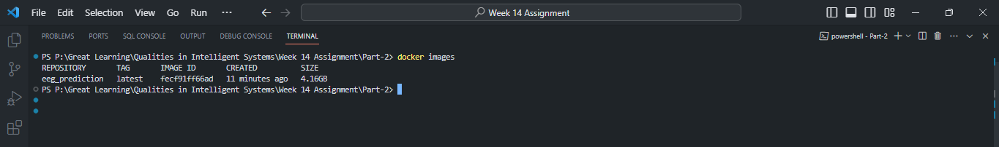 File Edit Selection View Go Run ··· Week 14 Assignment
PROBLEMS PORTS SQL CONSOLE OUTPUT DEBUG CONSOLE TERMINAL powershell - Part-2
PS P:\Great Learning\Qualities in Intelligent Systems\Week 14 Assignment\Part-2> docker images
REPOSITORY TAG IMAGE ID CREATED SIZE
eeg_prediction latest fecf91ff66ad 11 minutes ago 4.16GB
PS P:\Great Learning\Qualities in Intelligent Systems\Week 14 Assignment\Part-2>